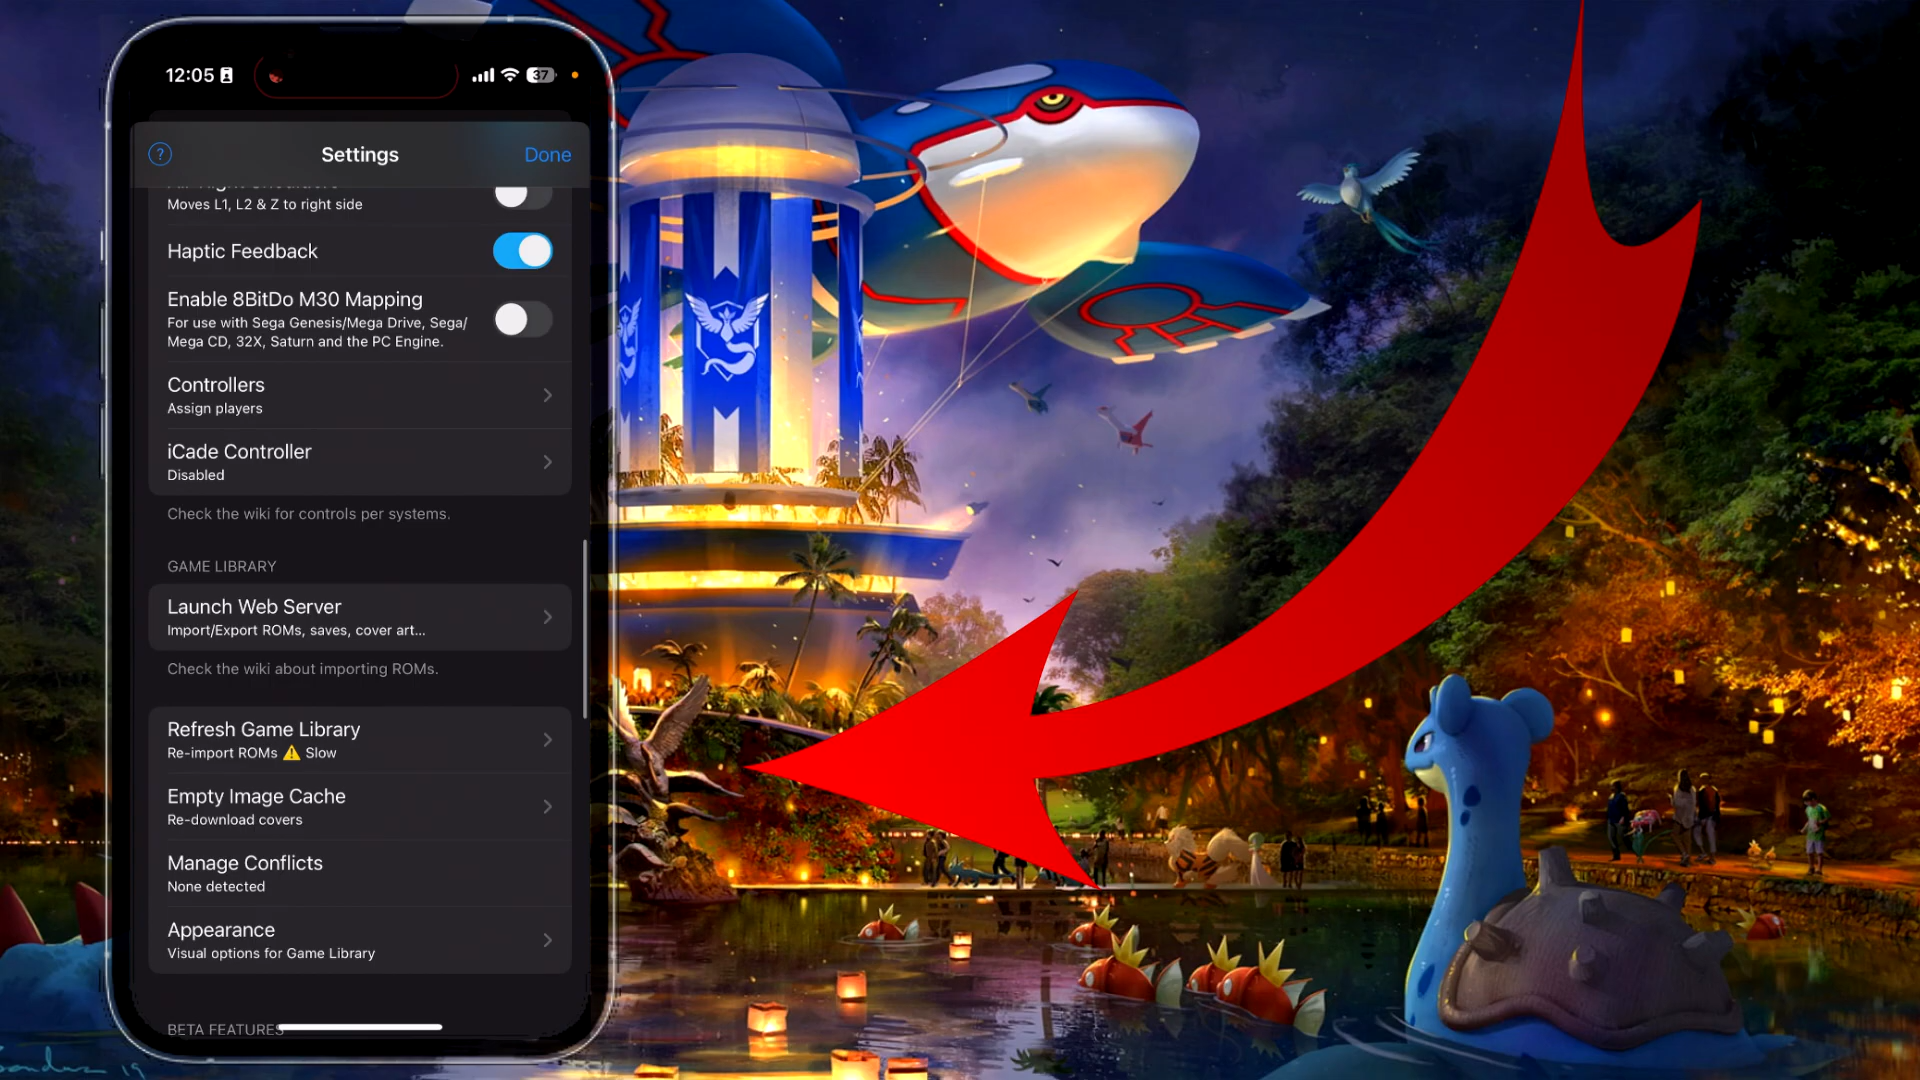 12:05
37
?
Settings
Done
Moves L1, L2 & Z to right side
Haptic Feedback
Enable 8BitDo M30 Mapping
For use with Sega Genesis/Mega Drive, Sega/
Mega CD, 32X, Saturn and the PC Engine.
Controllers
Assign players
iCade Controller
Disabled
Check the wiki for controls per systems.
GAME LIBRARY
Launch Web Server
Import/Export ROMs, saves, cover art...
Check the wiki about importing ROMs.
Refresh Game Library
Re-import ROMs ⚠️ Slow
Empty Image Cache
Re-download covers
Manage Conflicts
None detected
Appearance
Visual options for Game Library
BETA FEATURES